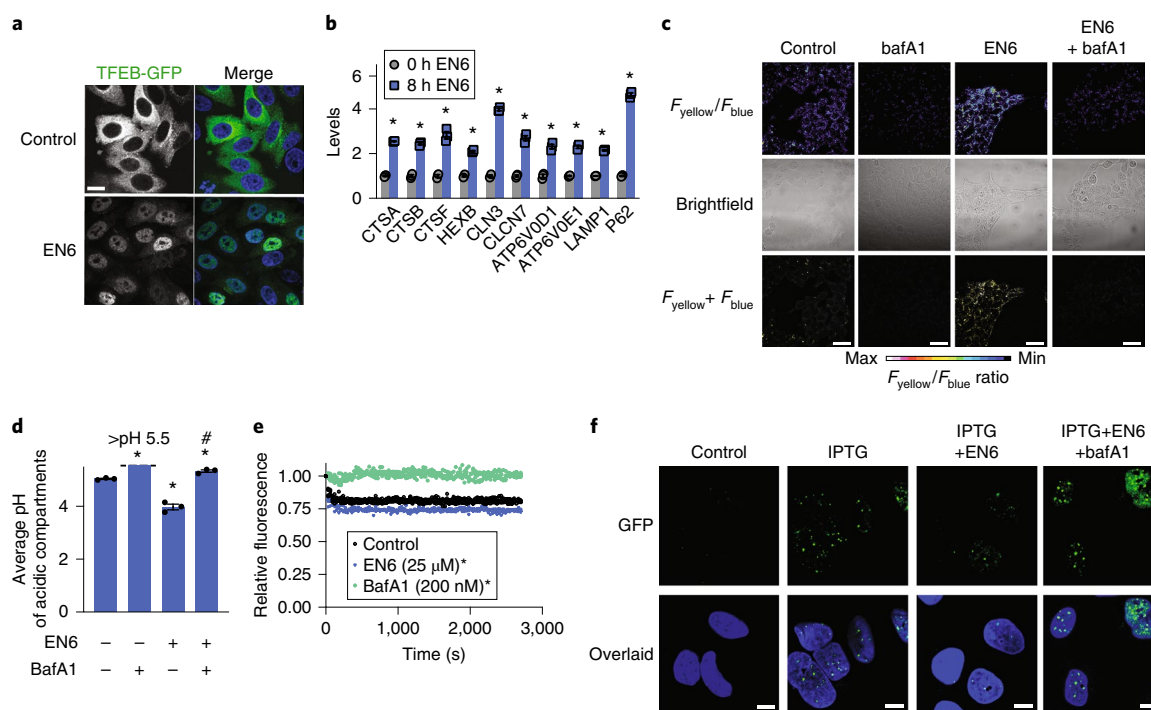 a
TFEB-GFP Merge
Control
EN6
b
0 h EN6
8 h EN6
* * * * * * * * * *
Levels
6
4
2
0
CTSA CTSB CTSF HEXB CLN3 CLCN7 ATP6V0D1 ATP6V0E1 LAMP1 P62
c
Control bafA1 EN6 EN6 + bafA1
Fyellow/Fblue
Brightfield
Fyellow + Fblue
Max Min
Fyellow/Fblue ratio
d
>pH 5.5 #
* * *
Average pH
of acidic compartments
4
2
0
EN6 – – + +
BafA1 – + – +
e
Relative fluorescence
1.00
0.75
0.50
0.25
0.00
Control
EN6 (25 μM)*
BafA1 (200 nM)*
0 1,000 2,000 3,000
Time (s)
f
Control IPTG IPTG +EN6 IPTG+EN6 +bafA1
GFP
Overlaid